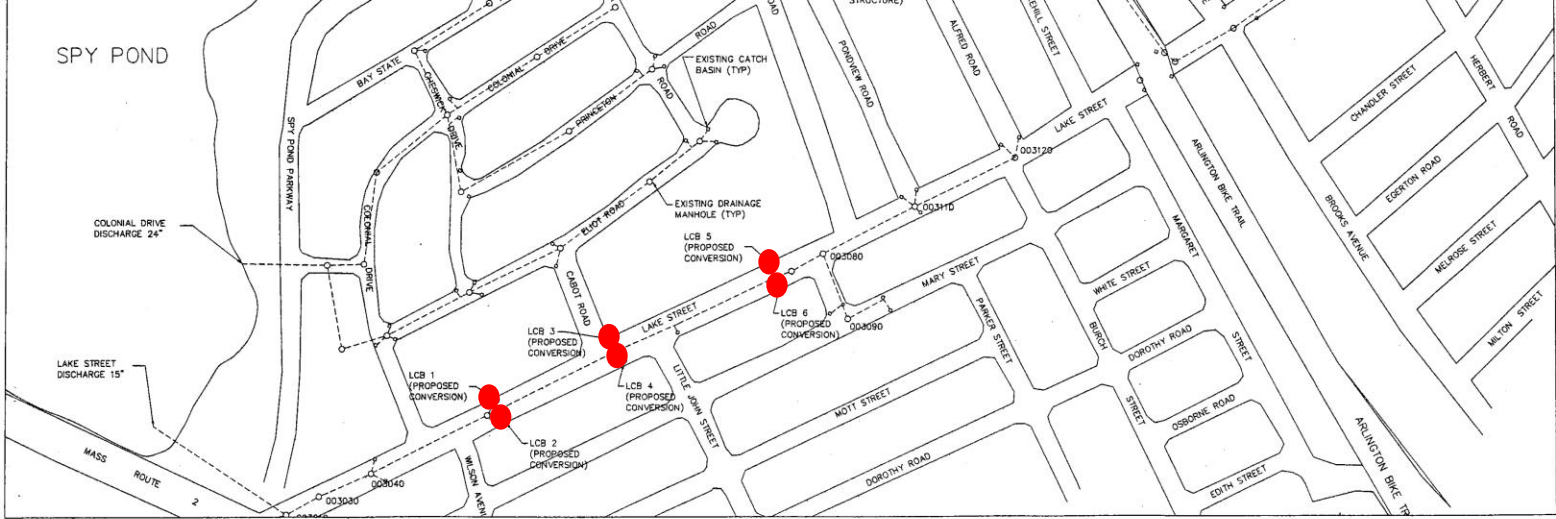 SPY POND
BAY STATE
CHESWICK
DRIVE
COLONIAL
DRIVE
ROAD
ROAD
PRINCETON
ROAD
EXISTING CATCH
BASIN (TYP)
STRUCTURE)
PONDVIEW ROAD
ALFRED ROAD
STREET
LAKE STREET
CHANDLER STREET
HERBERT
ROAD
EGERTON ROAD
MELROSE STREET
MILTON STREET
BROOKS AVENUE
ARLINGTON BIKE TRAIL
SPY POND PARKWAY
COLONIAL
DRIVE
COLONIAL DRIVE
DISCHARGE 24"
ELIOT ROAD
EXISTING DRAINAGE
MANHOLE (TYP)
003120
003110
003080
003090
LCB 5
(PROPOSED
CONVERSION)
LCB 6
(PROPOSED
CONVERSION)
MARY STREET
PARKER STREET
MARGARET
STREET
WHITE STREET
BURCH
STREET
DOROTHY ROAD
OSBORNE ROAD
EDITH STREET
CABOT ROAD
LAKE STREET
LCB 3
(PROPOSED
CONVERSION)
LCB 4
(PROPOSED
CONVERSION)
LITTLE JOHN STREET
MOTT STREET
DOROTHY ROAD
LAKE STREET
DISCHARGE 15"
LCB 1
(PROPOSED
CONVERSION)
LCB 2
(PROPOSED
CONVERSION)
MASS ROUTE 2
003040
003030
ARLINGTON BIKE